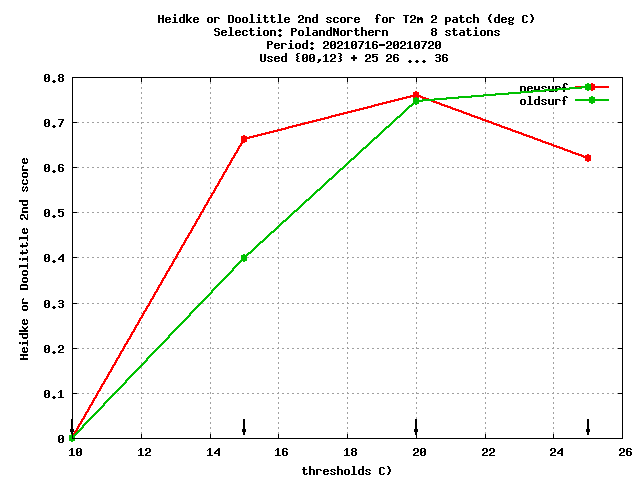 Heidke or Doolittle 2nd score  for T2m 2 patch (deg C)
Selection: PolandNorthern      8 stations
Period: 20210716-20210720
Used {00,12} + 25 26 ... 36
newsurf
oldsurf
Heidke or Doolittle 2nd score
0.8
0.7
0.6
0.5
0.4
0.3
0.2
0.1
0
10 12 14 16 18 20 22 24 26
thresholds C)